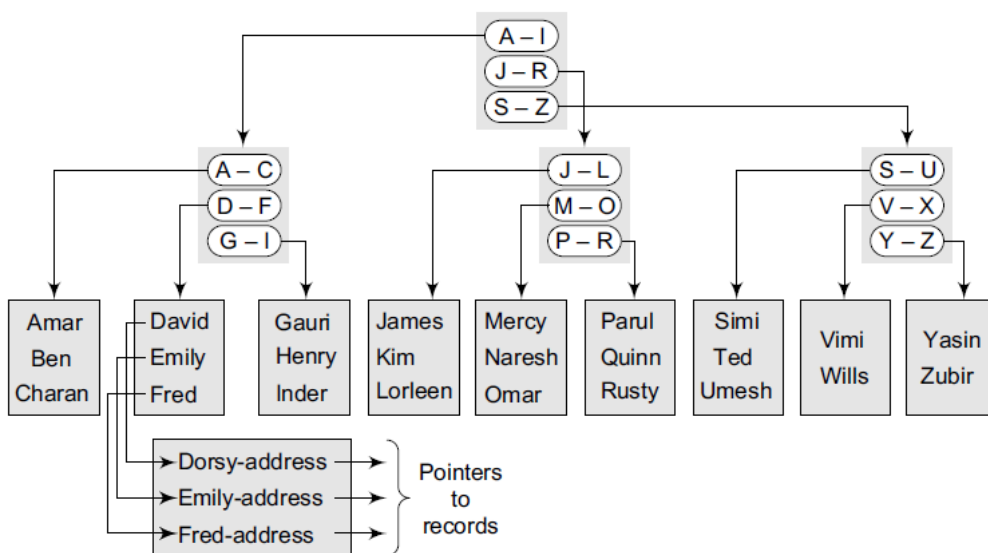 A – I
J – R
S – Z
A – C
D – F
G – I
J – L
M – O
P – R
S – U
V – X
Y – Z
Amar
Ben
Charan
David
Emily
Fred
Gauri
Henry
Inder
James
Kim
Lorleen
Mercy
Naresh
Omar
Parul
Quinn
Rusty
Simi
Ted
Umesh
Vimi
Wills
Yasin
Zubir
Dorsy-address
Emily-address
Fred-address
Pointers
to
records